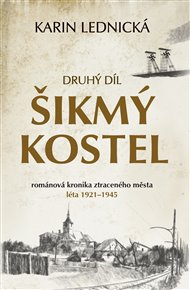 KARIN LEDNICKÁ
DRUHÝ DÍL
ŠIKMÝ
KOSTEL
románová kronika ztraceného města
léta 1921–1945